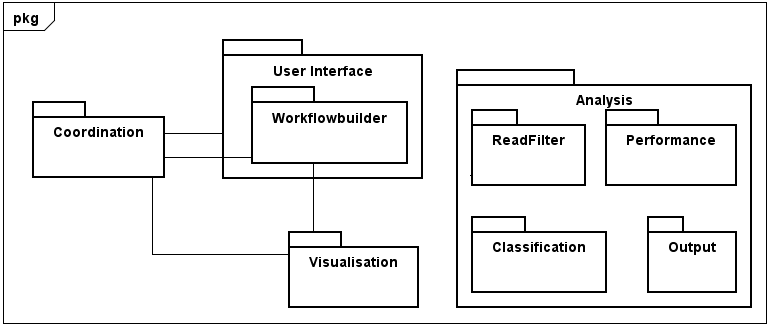 pkg
User Interface
Workflowbuilder
Coordination
Visualisation
Analysis
ReadFilter
Performance
Classification
Output